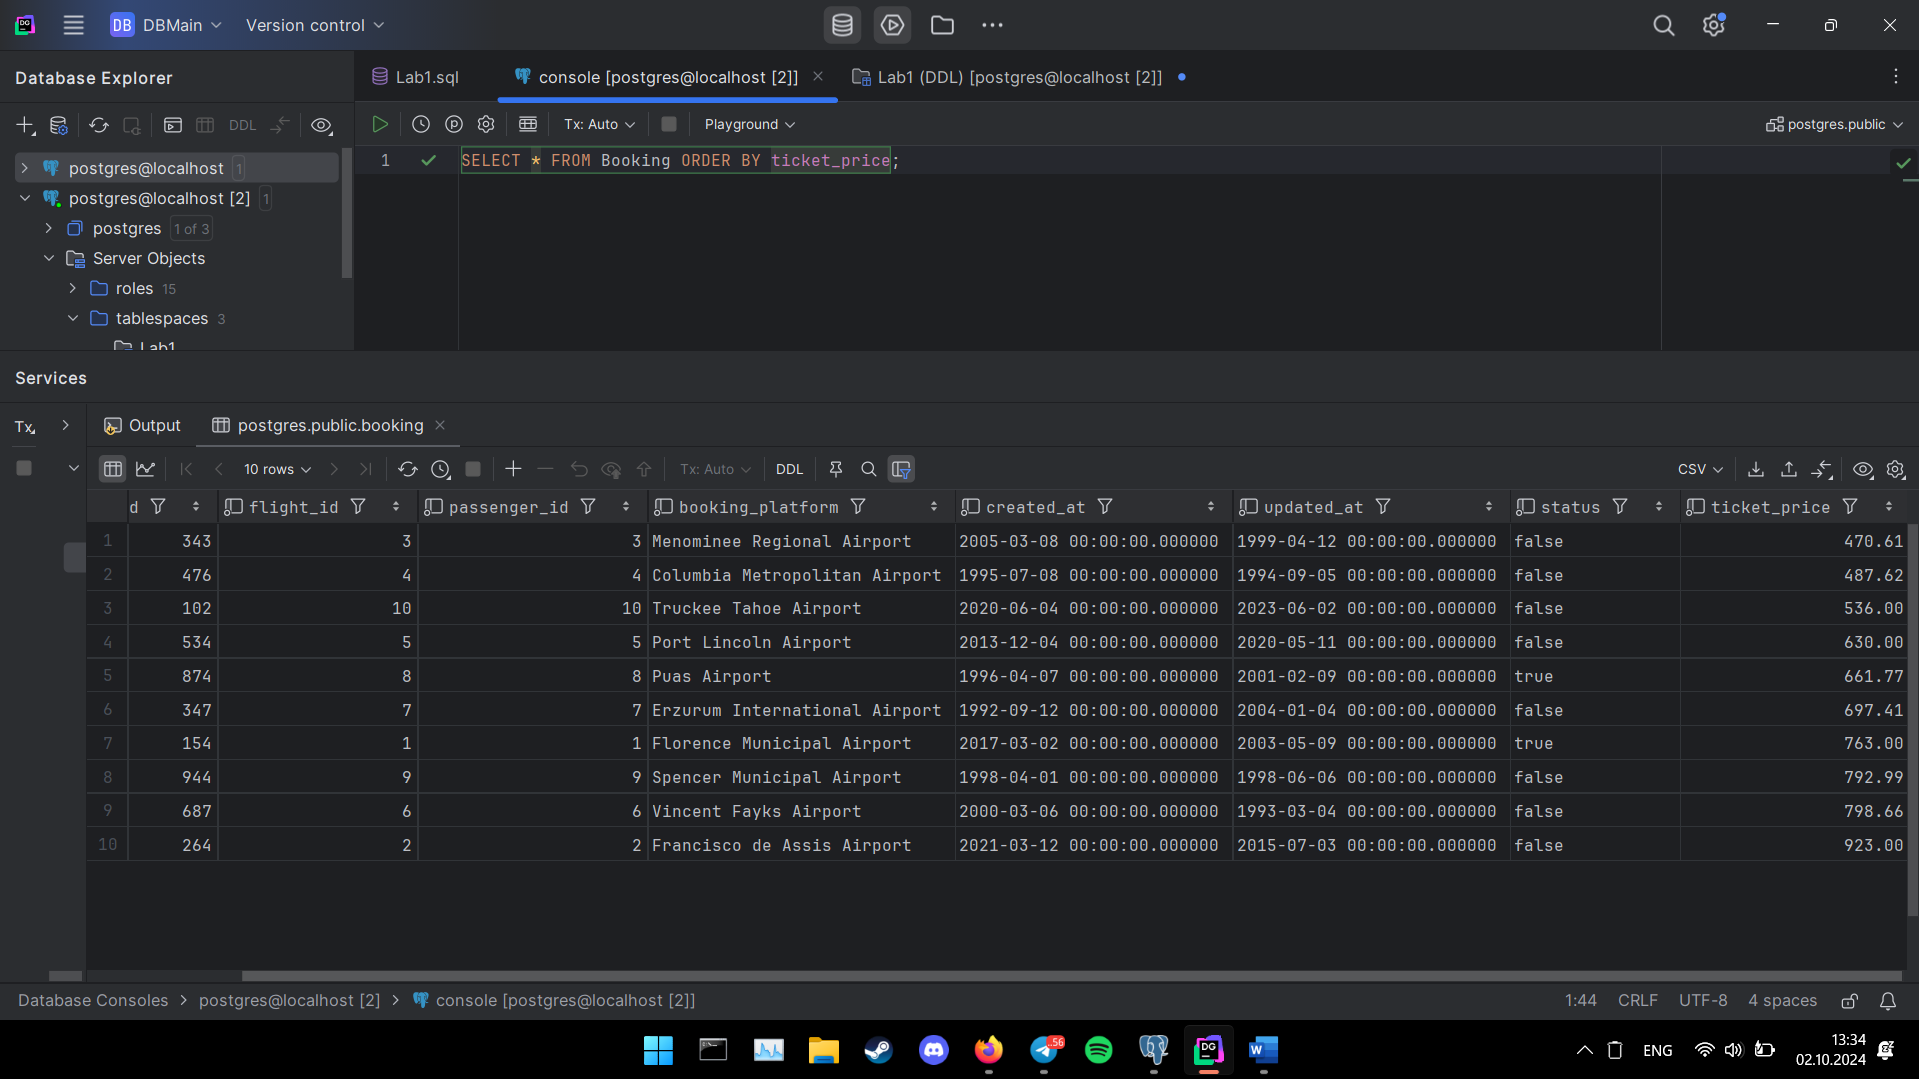 DB DBMain Version control
Database Explorer
Lab1.sql console [postgres@localhost [2]] Lab1 (DDL) [postgres@localhost [2]]
DDL
Tx: Auto Playground postgres.public
postgres@localhost 1
postgres@localhost [2] 1
postgres 1 of 3
Server Objects
roles 15
tablespaces 3
Lab1
1 SELECT * FROM Booking ORDER BY ticket_price;
Services
Tx
Output postgres.public.booking
10 rows Tx: Auto DDL CSV
d flight_id passenger_id booking_platform created_at updated_at status ticket_price
1 343 3 3 Menominee Regional Airport 2005-03-08 00:00:00.000000 1999-04-12 00:00:00.000000 false 470.61
2 476 4 4 Columbia Metropolitan Airport 1995-07-08 00:00:00.000000 1994-09-05 00:00:00.000000 false 487.62
3 102 10 10 Truckee Tahoe Airport 2020-06-04 00:00:00.000000 2023-06-02 00:00:00.000000 false 536.00
4 534 5 5 Port Lincoln Airport 2013-12-04 00:00:00.000000 2020-05-11 00:00:00.000000 false 630.00
5 874 8 8 Puas Airport 1996-04-07 00:00:00.000000 2001-02-09 00:00:00.000000 true 661.77
6 347 7 7 Erzurum International Airport 1992-09-12 00:00:00.000000 2004-01-04 00:00:00.000000 false 697.41
7 154 1 1 Florence Municipal Airport 2017-03-02 00:00:00.000000 2003-05-09 00:00:00.000000 true 763.00
8 944 9 9 Spencer Municipal Airport 1998-04-01 00:00:00.000000 1998-06-06 00:00:00.000000 false 792.99
9 687 6 6 Vincent Fayks Airport 2000-03-06 00:00:00.000000 1993-03-04 00:00:00.000000 false 798.66
10 264 2 2 Francisco de Assis Airport 2021-03-12 00:00:00.000000 2015-07-03 00:00:00.000000 false 923.00
Database Consoles postgres@localhost [2] console [postgres@localhost [2]] 1:44 CRLF UTF-8 4 spaces
56 DG W ENG 13:34
02.10.2024